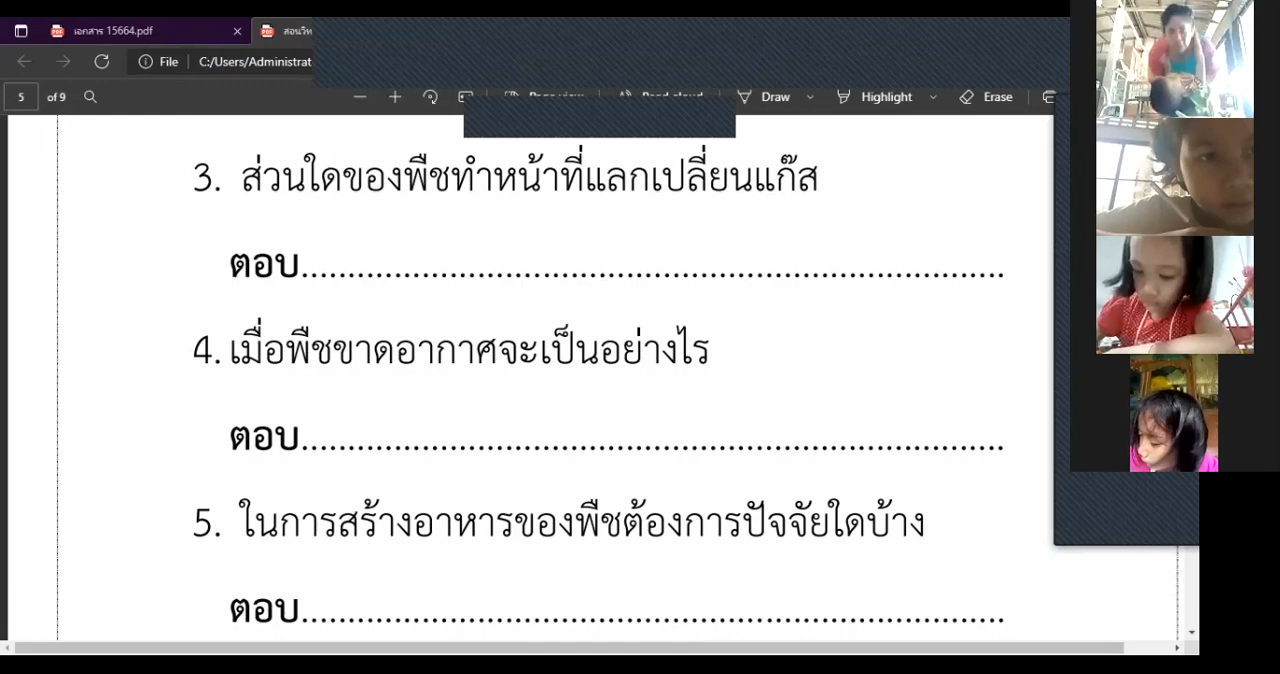 เอกสาร 15664.pdf
สอนวิท
File C:/Users/Administrat
5 of 9 Draw Highlight Erase
3. ส่วนใดของพืชทำหน้าที่แลกเปลี่ยนแก๊ส
ตอบ...........................................................................
4. เมื่อพืชขาดอากาศจะเป็นอย่างไร
ตอบ...........................................................................
5. ในการสร้างอาหารของพืชต้องการปัจจัยใดบ้าง
ตอบ...........................................................................